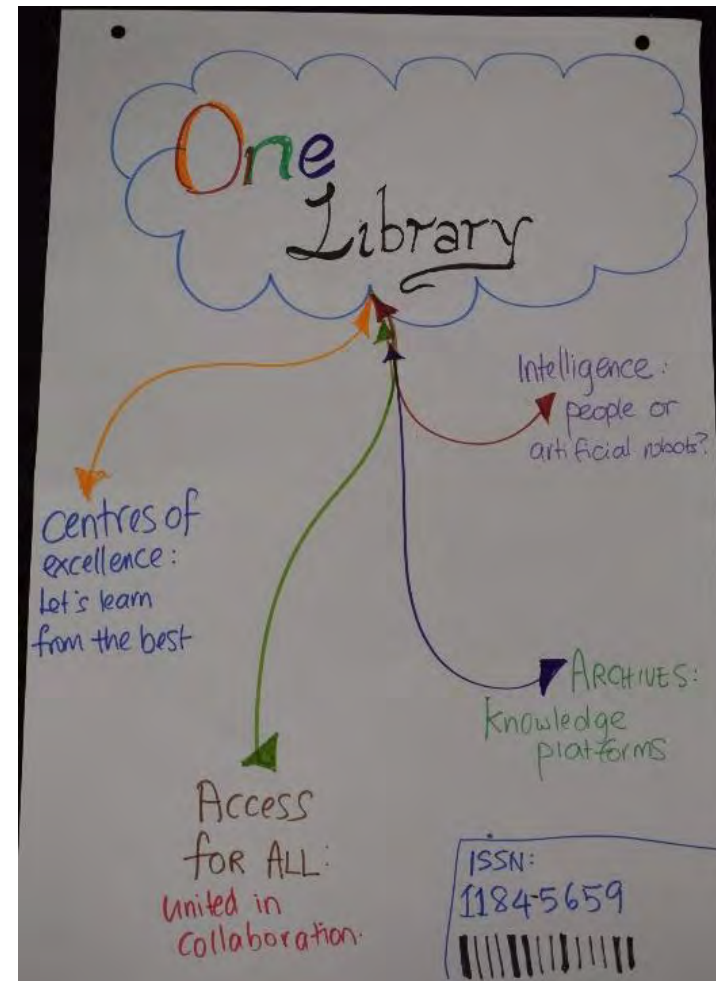 One
Library
Intelligence:
people or
artificial robots?
Centres of
excellence:
Let's learn
from the best
ARCHIVES:
Knowledge
platforms
Access
for ALL:
united in
collaboration.
ISSN:
1184-5659